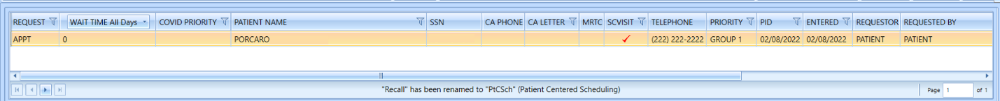 REQUEST WAIT TIME All Days COVID PRIORITY PATIENT NAME SSN CA PHONE CA LETTER MRTC SCVISIT TELEPHONE PRIORITY PID ENTERED REQUESTOR REQUESTED BY
APPT 0 PORCARO (222) 222-2222 GROUP 1 02/08/2022 02/08/2022 PATIENT PATIENT
"Recall" has been renamed to "PtCSch" (Patient Centered Scheduling) Page 1 of 1